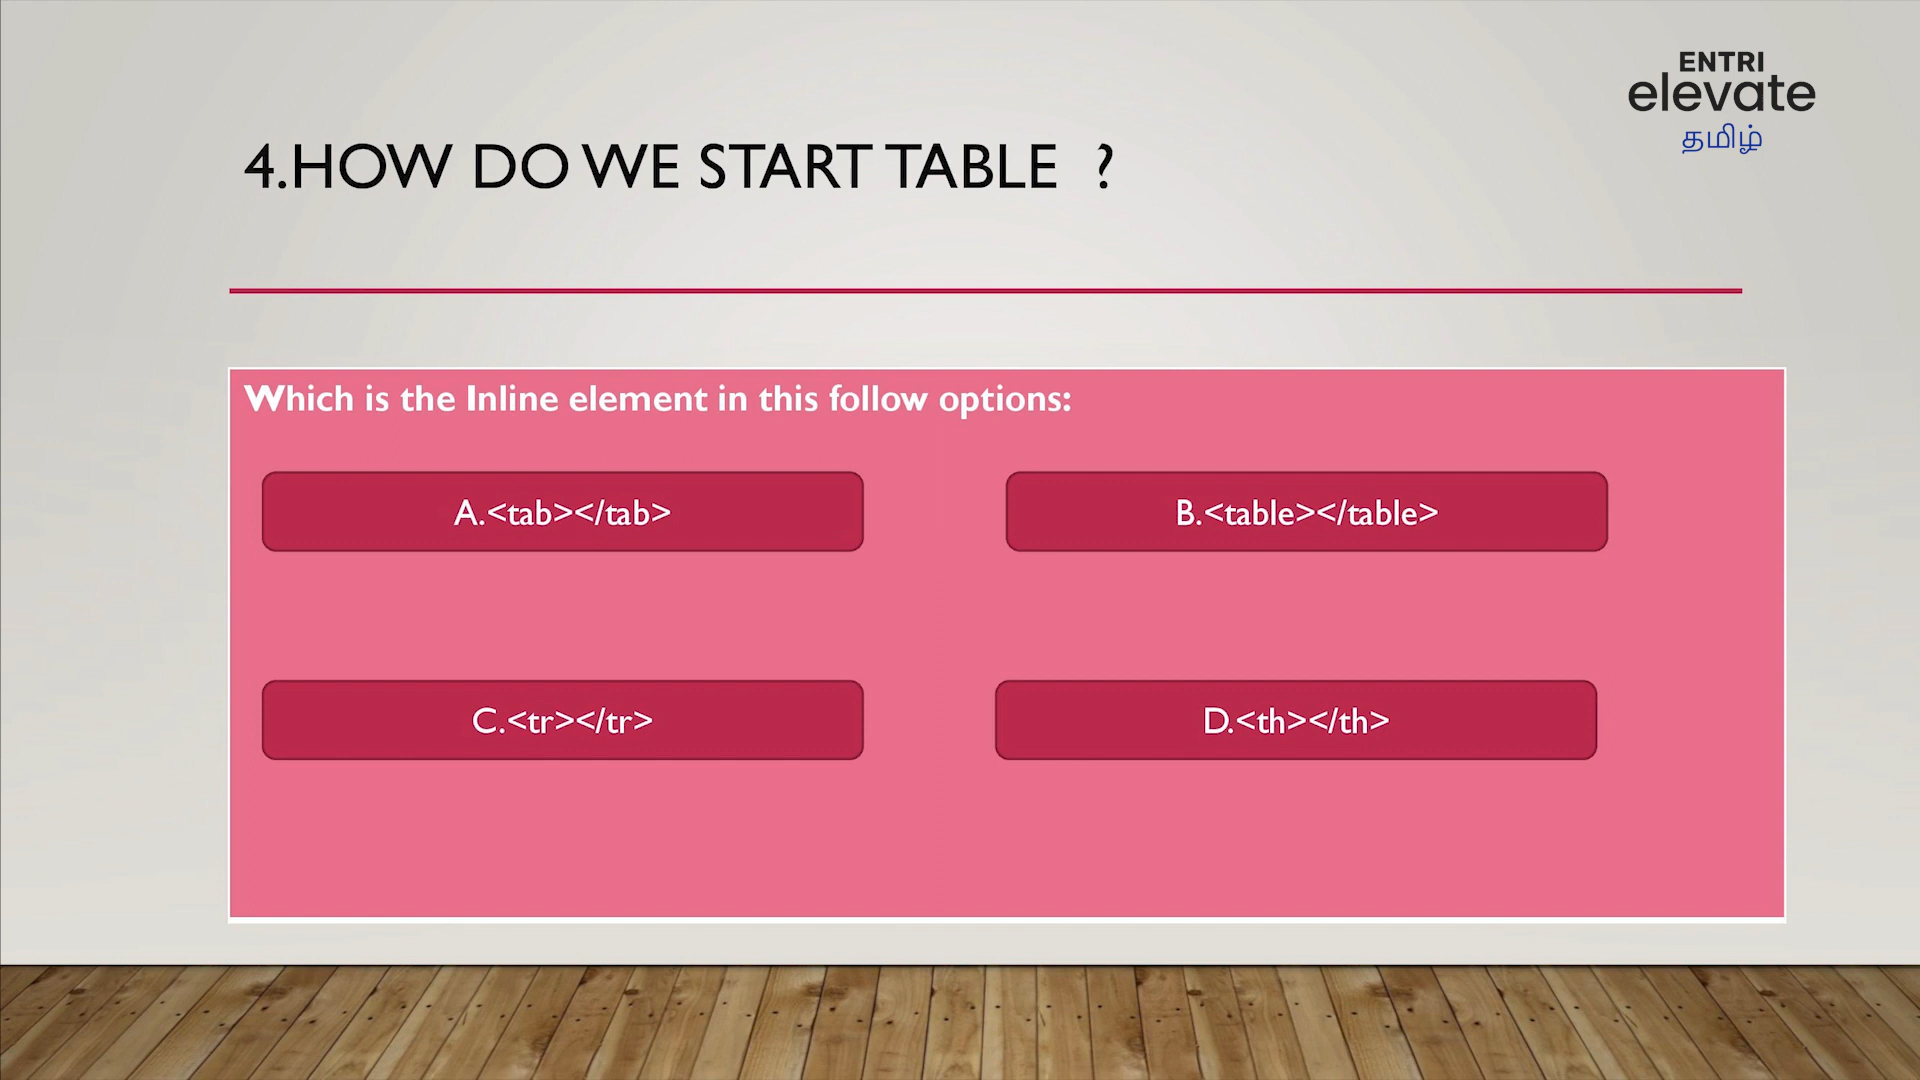 ENTRI
elevate
தமிழ்
4.HOW DO WE START TABLE ?
Which is the Inline element in this follow options:
A.<tab></tab>
B.<table></table>
C.<tr></tr>
D.<th></th>